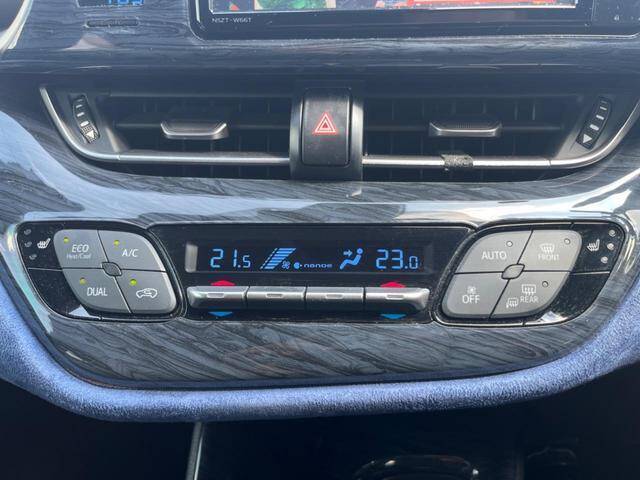 NSZT-W66T
ECO
Heat/Cool
A/C
DUAL
21.5
nanoe
23.0
AUTO
FRONT
OFF
REAR